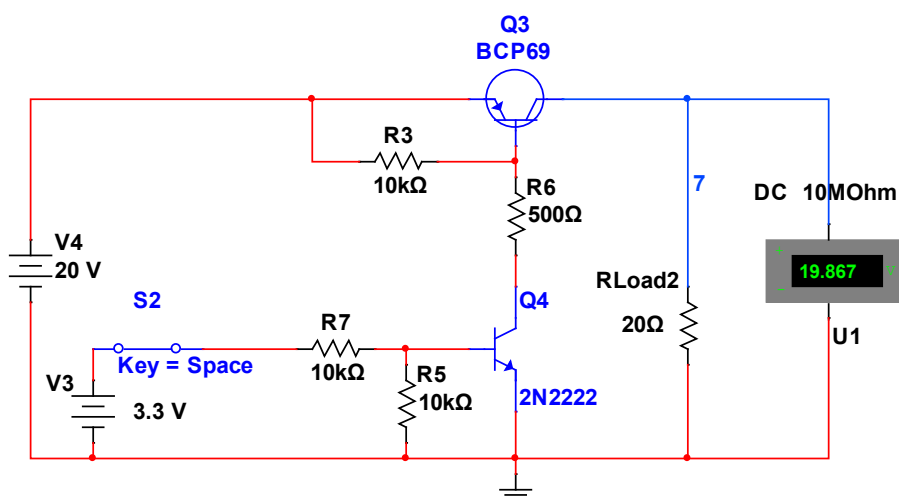 Q3
BCP69
R3
10kΩ
R6
500Ω
7
DC 10MOhm
V4
20 V
19.867
V
S2
Q4
RLoad2
20Ω
U1
R7
10kΩ
Key = Space
V3
3.3 V
R5
10kΩ
2N2222